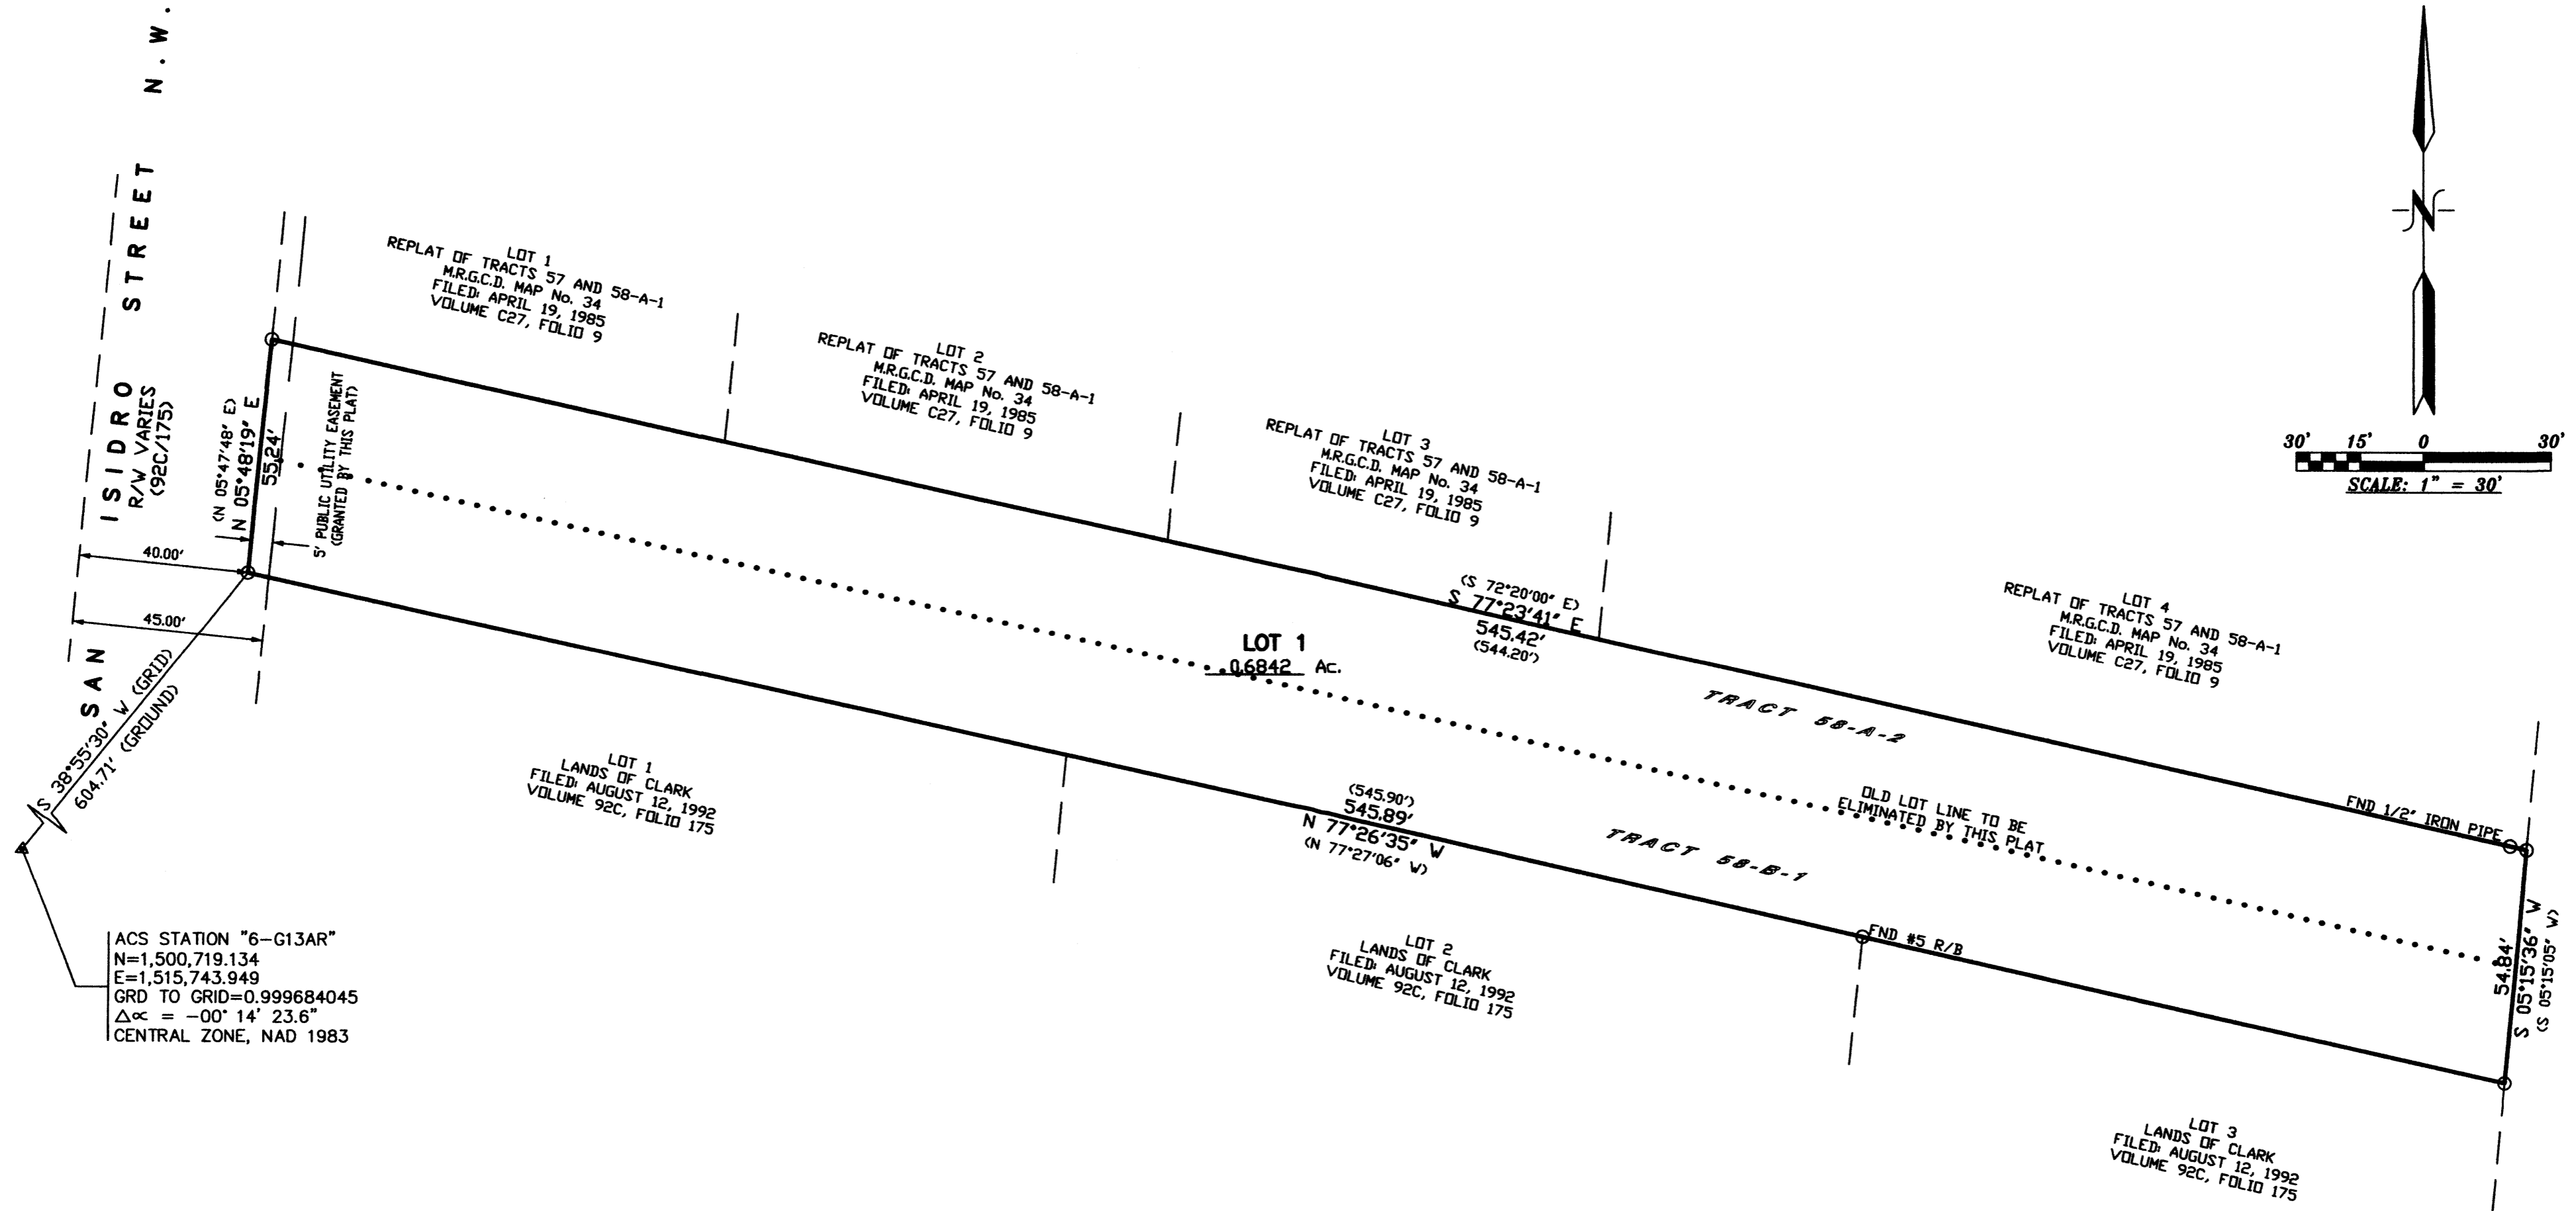 SAN ISIDRO STREET N.W.
R/W VARIES
(92C/175)
(N 05°47'48" E)
N 05°48'19" E
55.24'
5' PUBLIC UTILITY EASEMENT
(GRANTED BY THIS PLAT)
40.00'
45.00'
S 38°55'30" W (GRID)
604.71' (GROUND)
ACS STATION "6-G13AR"
N=1,500,719.134
E=1,515,743.949
GRD TO GRID=0.999684045
Δ∝ = -00° 14' 23.6"
CENTRAL ZONE, NAD 1983
LOT 1
REPLAT OF TRACTS 57 AND 58-A-1
M.R.G.C.D. MAP No. 34
FILED: APRIL 19, 1985
VOLUME C27, FOLIO 9
LOT 2
REPLAT OF TRACTS 57 AND 58-A-1
M.R.G.C.D. MAP No. 34
FILED: APRIL 19, 1985
VOLUME C27, FOLIO 9
LOT 3
REPLAT OF TRACTS 57 AND 58-A-1
M.R.G.C.D. MAP No. 34
FILED: APRIL 19, 1985
VOLUME C27, FOLIO 9
LOT 4
REPLAT OF TRACTS 57 AND 58-A-1
M.R.G.C.D. MAP No. 34
FILED: APRIL 19, 1985
VOLUME C27, FOLIO 9
N
30' 15' 0 30'
SCALE: 1" = 30'
(S 72°20'00" E)
S 77°23'41" E
545.42'
(544.20')
LOT 1
0.6842 Ac.
TRACT 58-A-2
OLD LOT LINE TO BE
ELIMINATED BY THIS PLAT
TRACT 58-B-1
FND 1/2" IRON PIPE
FND #5 R/B
54.84'
S 05°15'36" W
(S 05°15'05" W)
(545.90')
545.89'
N 77°26'35" W
(N 77°27'06" W)
LOT 1
LANDS OF CLARK
FILED: AUGUST 12, 1992
VOLUME 92C, FOLIO 175
LOT 2
LANDS OF CLARK
FILED: AUGUST 12, 1992
VOLUME 92C, FOLIO 175
LOT 3
LANDS OF CLARK
FILED: AUGUST 12, 1992
VOLUME 92C, FOLIO 175